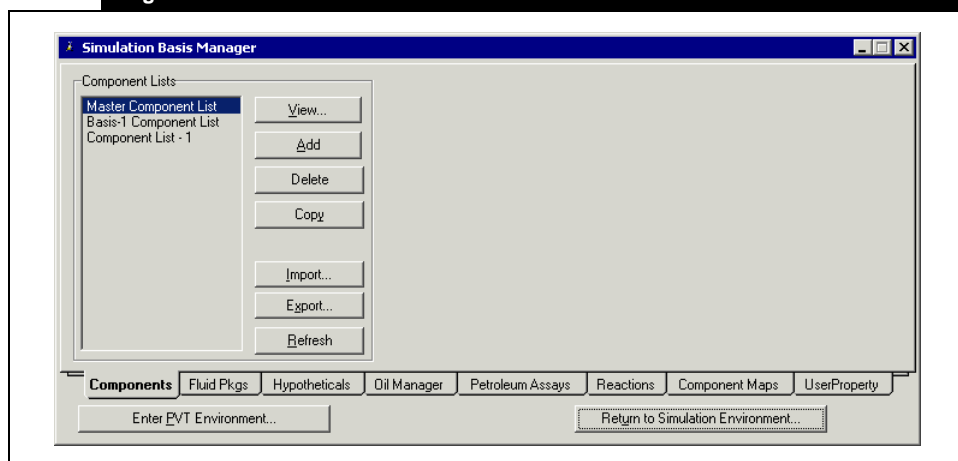 Simulation Basis Manager
Component Lists
Master Component List
Basis-1 Component List
Component List - 1
View...
Add
Delete
Copy
Import...
Export...
Refresh
Components Fluid Pkgs Hypotheticals Oil Manager Petroleum Assays Reactions Component Maps UserProperty
Enter PVT Environment... Return to Simulation Environment...